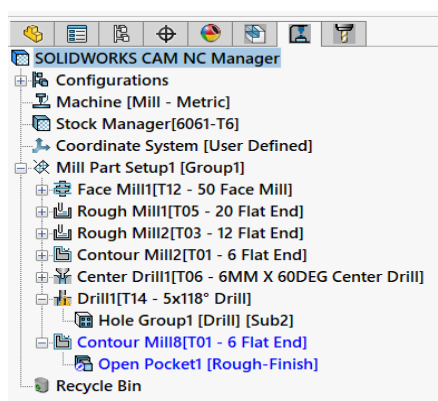 SOLIDWORKS CAM NC Manager
Configurations
Machine [Mill - Metric]
Stock Manager[6061-T6]
Coordinate System [User Defined]
Mill Part Setup1 [Group1]
Face Mill1[T12 - 50 Face Mill]
Rough Mill1[T05 - 20 Flat End]
Rough Mill2[T03 - 12 Flat End]
Contour Mill2[T01 - 6 Flat End]
Center Drill1[T06 - 6MM X 60DEG Center Drill]
Drill1[T14 - 5x118° Drill]
Hole Group1 [Drill] [Sub2]
Contour Mill8[T01 - 6 Flat End]
Open Pocket1 [Rough-Finish]
Recycle Bin